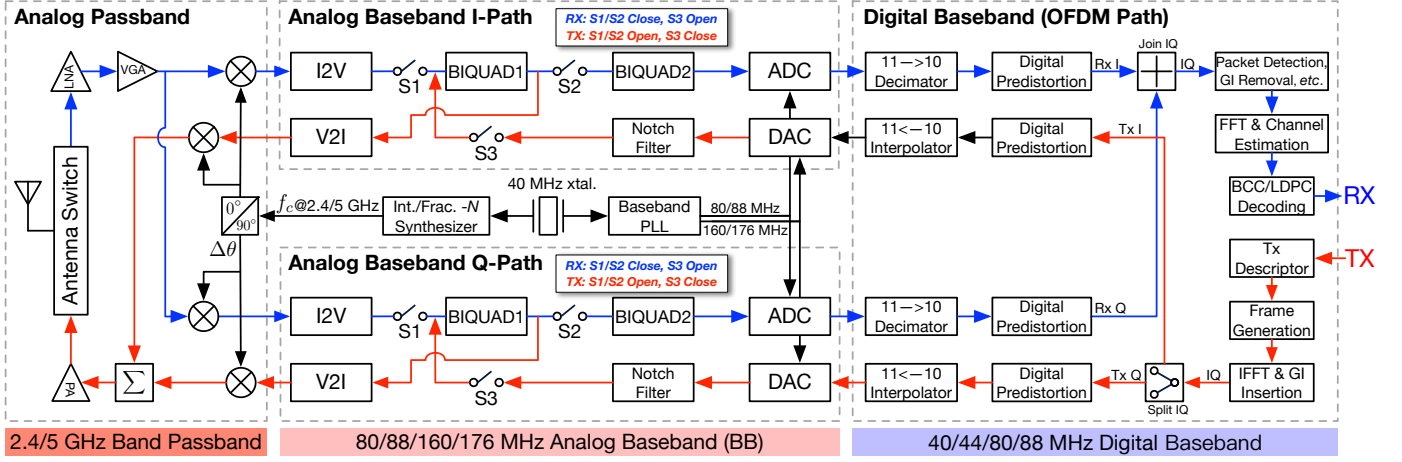 Analog Passband
LNA
VGA
Antenna Switch
PA
Σ
0°
90°
Δθ
f_c@2.4/5 GHz
2.4/5 GHz Band Passband
Analog Baseband I-Path
RX: S1/S2 Close, S3 Open
TX: S1/S2 Open, S3 Close
I2V
S1
BIQUAD1
S2
BIQUAD2
ADC
V2I
S3
Notch
Filter
DAC
Int./Frac. -N
Synthesizer
40 MHz xtal.
Baseband
PLL
80/88 MHz
160/176 MHz
Analog Baseband Q-Path
RX: S1/S2 Close, S3 Open
TX: S1/S2 Open, S3 Close
I2V
S1
BIQUAD1
S2
BIQUAD2
ADC
V2I
S3
Notch
Filter
DAC
80/88/160/176 MHz Analog Baseband (BB)
Digital Baseband (OFDM Path)
11—>10
Decimator
Digital
Predistortion
Rx I
Join IQ
IQ
Packet Detection,
GI Removal, etc.
11<—10
Interpolator
Digital
Predistortion
Tx I
FFT & Channel
Estimation
BCC/LDPC
Decoding
RX
Tx
Descriptor
TX
11—>10
Decimator
Digital
Predistortion
Rx Q
Frame
Generation
11<—10
Interpolator
Digital
Predistortion
Tx Q
Split IQ
IQ
IFFT & GI
Insertion
40/44/80/88 MHz Digital Baseband